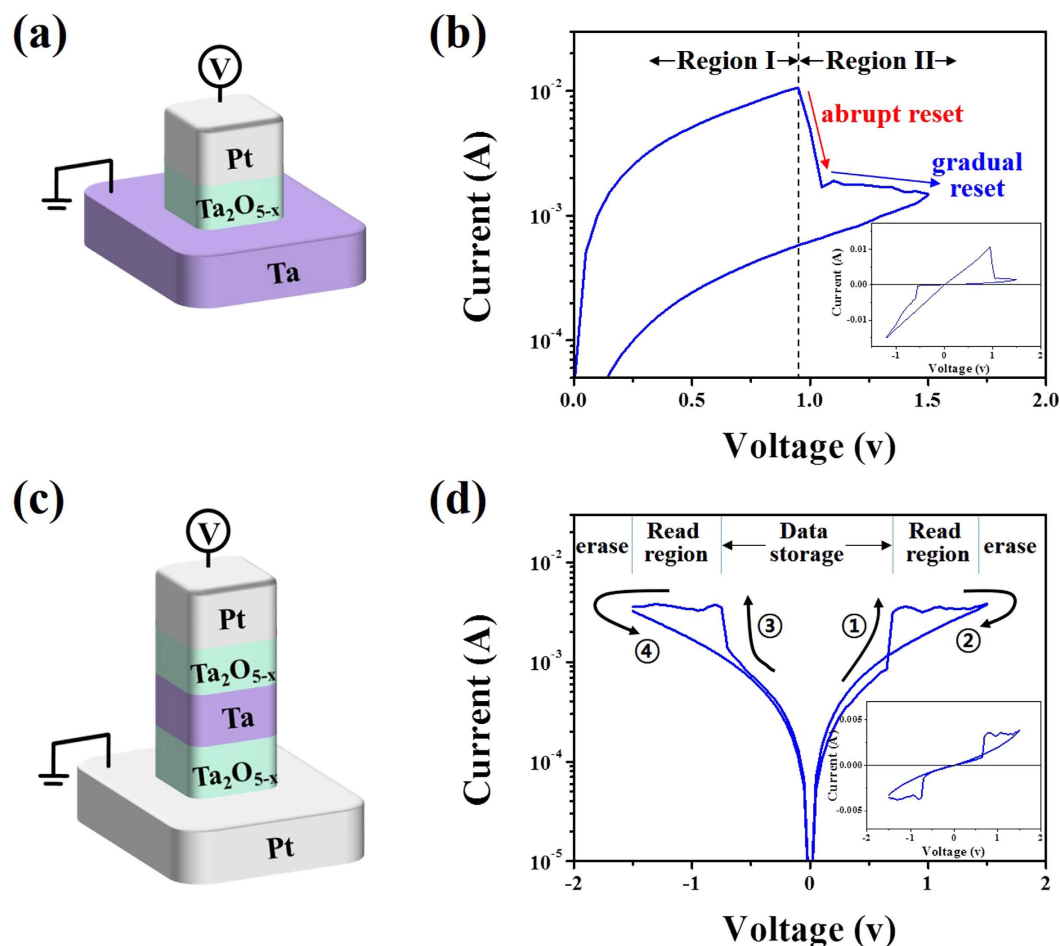 (a)
V
Pt
Ta₂O₅₋ₓ
Ta
(b)
Current (A)
10⁻²
10⁻³
10⁻⁴
Region I
Region II
abrupt reset
gradual
reset
Current (A)
0.01
0.00
-0.01
-1 0 1 2
Voltage (v)
0.0 0.5 1.0 1.5 2.0
Voltage (v)
(c)
V
Pt
Ta₂O₅₋ₓ
Ta
Ta₂O₅₋ₓ
Pt
(d)
Current (A)
10⁻²
10⁻³
10⁻⁴
10⁻⁵
erase
Read
region
Data
storage
Read
region
erase
④
③
①
②
Current (A)
0.005
0.000
-0.005
-2 -1 0 1 2
Voltage (v)
-2 -1 0 1 2
Voltage (v)